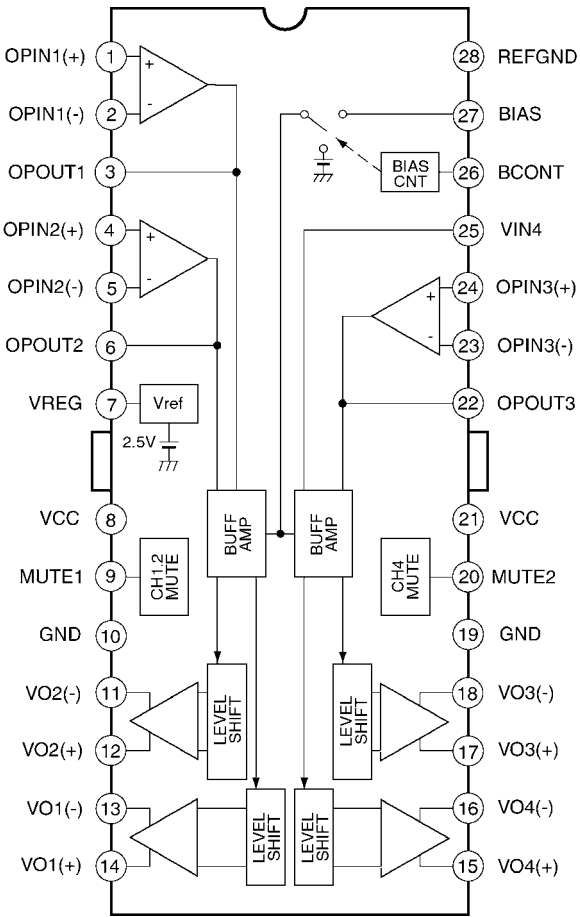 OPIN1(+) 1 + 28 REFGND
OPIN1(-) 2 - 27 BIAS
OPOUT1 3 BIAS CNT 26 BCONT
OPIN2(+) 4 + 25 VIN4
OPIN2(-) 5 - + 24 OPIN3(+)
OPOUT2 6 - 23 OPIN3(-)
VREG 7 Vref 22 OPOUT3
2.5V
BUFF AMP BUFF AMP
VCC 8 21 VCC
MUTE1 9 CH1.2 MUTE CH4 MUTE 20 MUTE2
GND 10 19 GND
VO2(-) 11 LEVEL SHIFT LEVEL SHIFT 18 VO3(-)
VO2(+) 12 17 VO3(+)
VO1(-) 13 LEVEL SHIFT LEVEL SHIFT 16 VO4(-)
VO1(+) 14 15 VO4(+)